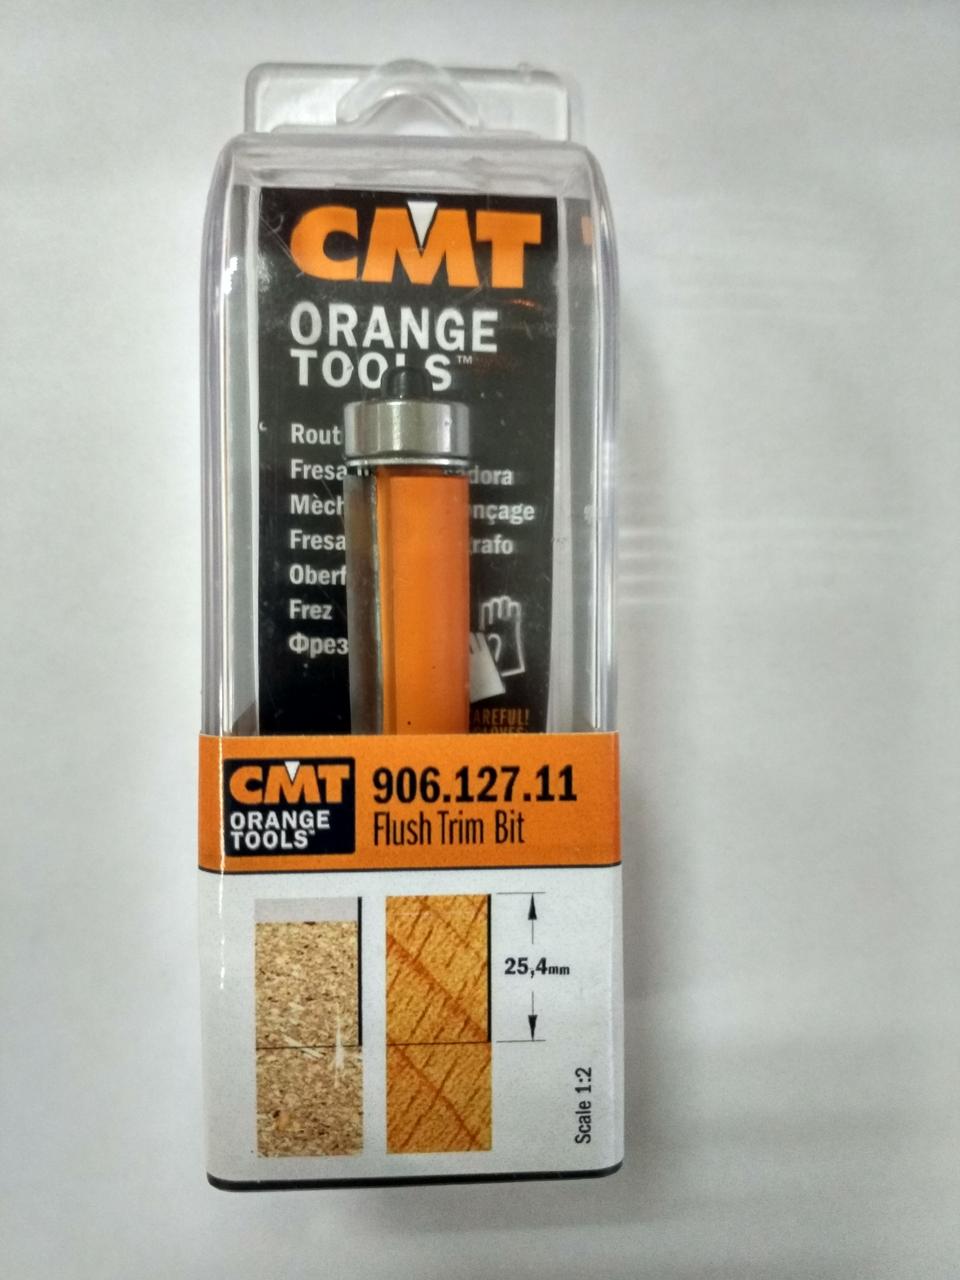 CMT
ORANGE
TOOLS™
Rout
Fresa
dora
Mèch
nçage
Fresa
rafo
Oberf
Frez
Фрез
AREFUL!
CMT
ORANGE
TOOLS™
906.127.11
Flush Trim Bit
25,4mm
Scale 1:2